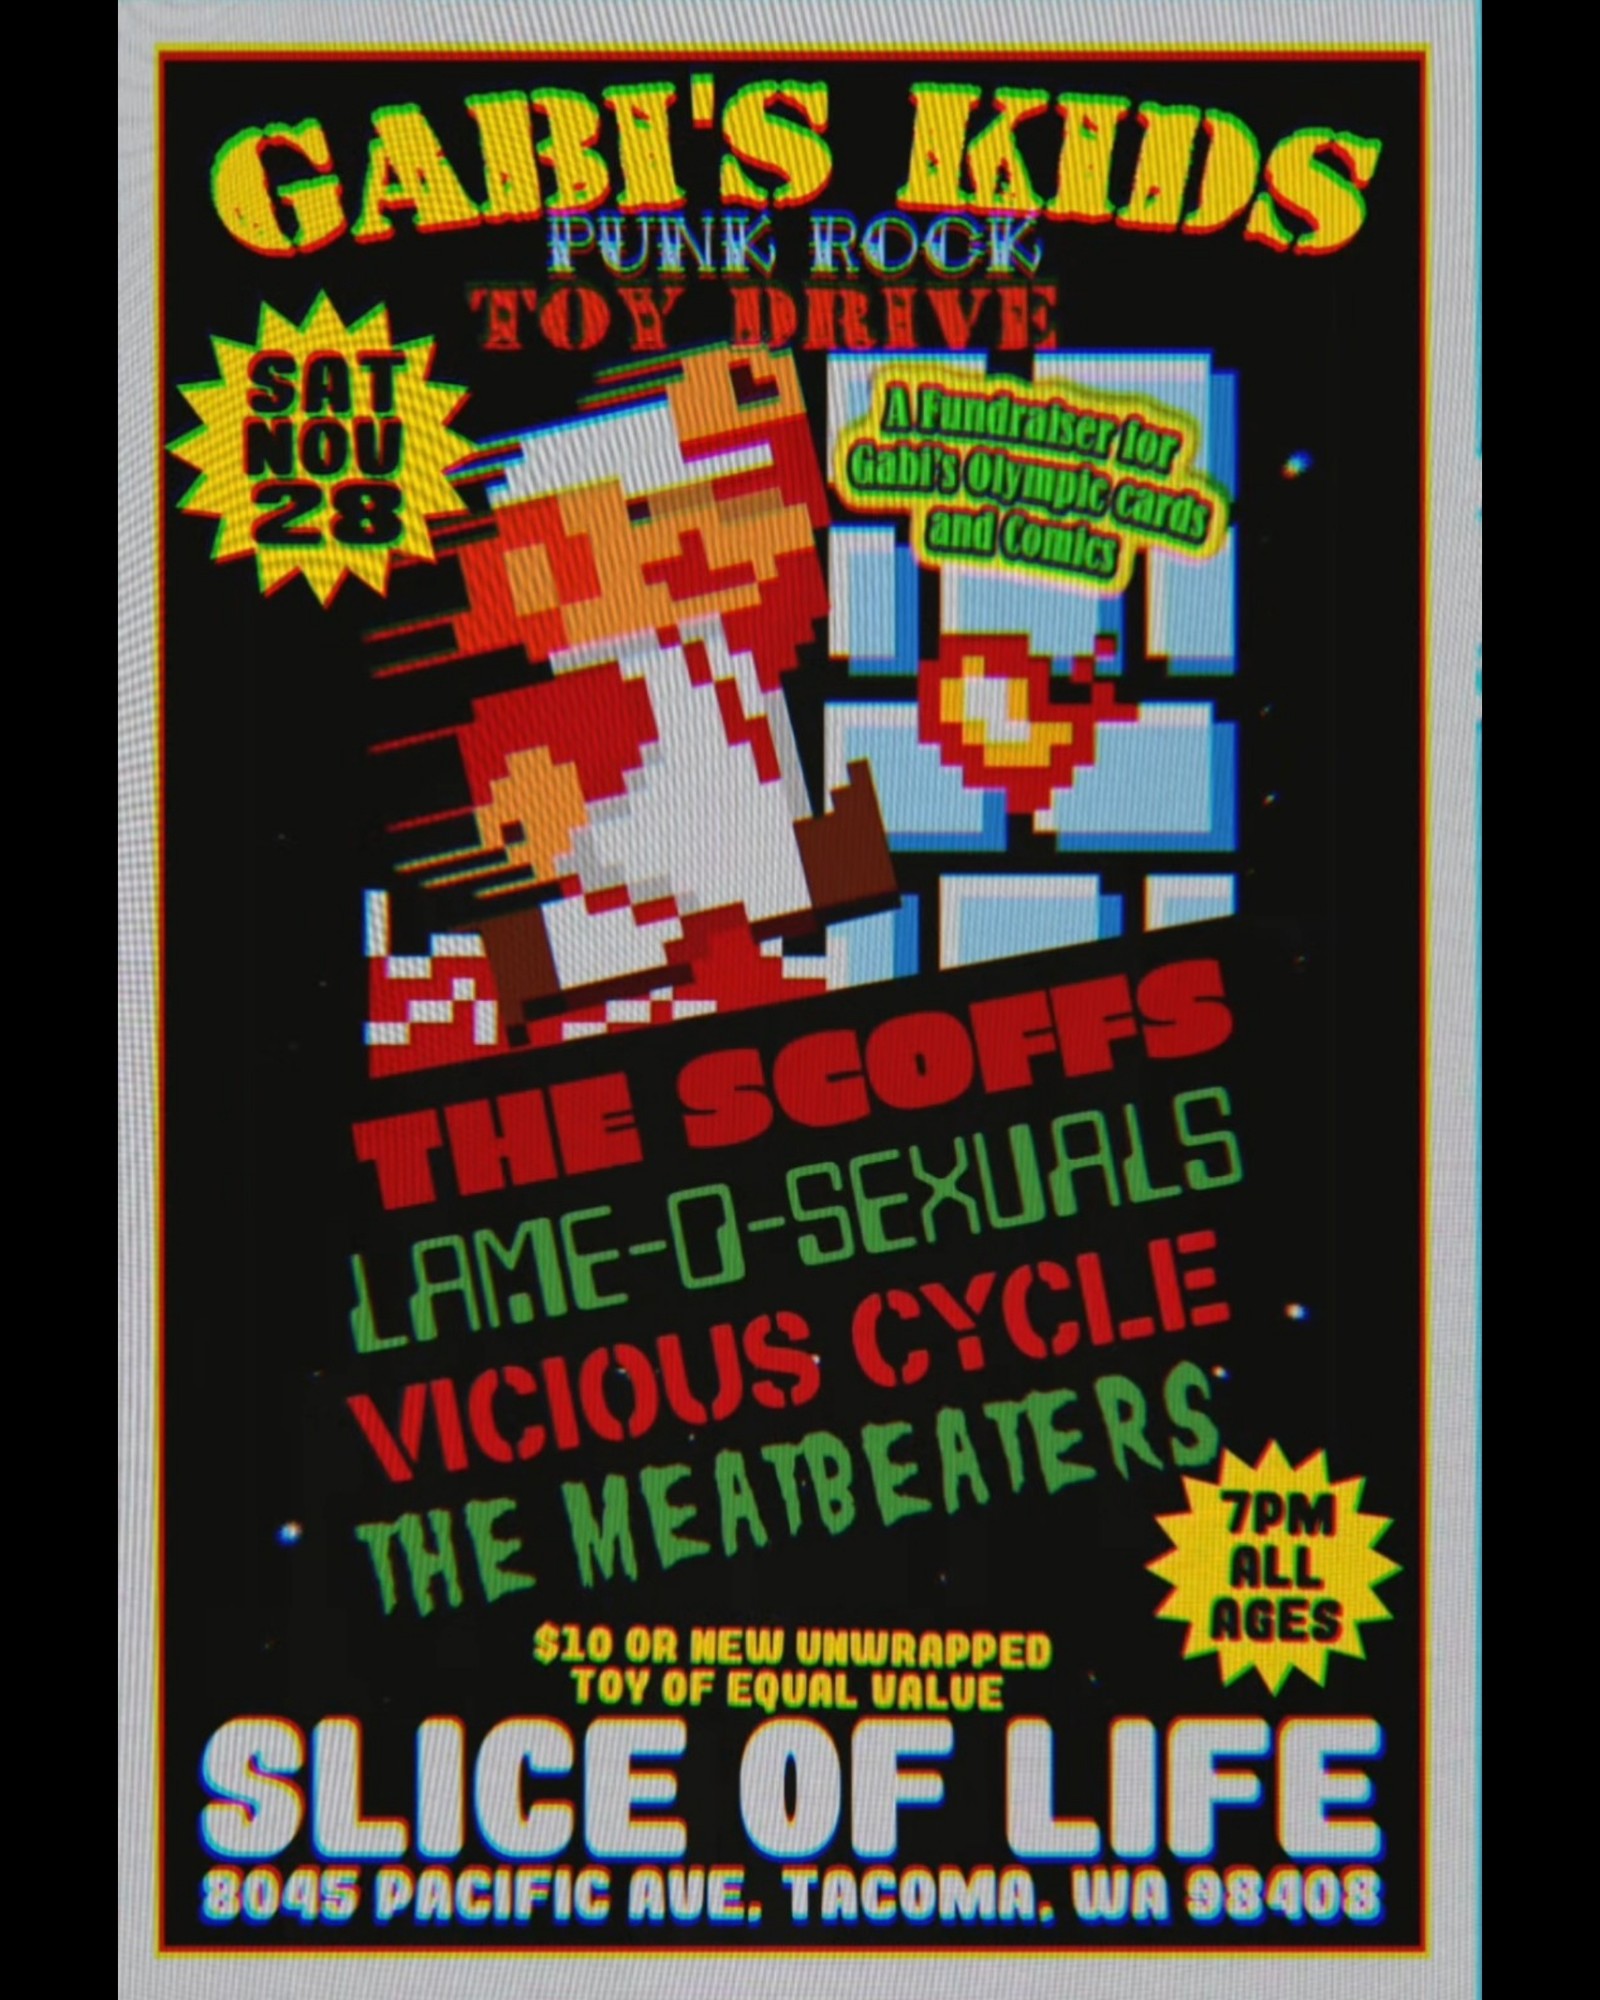 GABI'S KIDS
PUNK ROCK
TOY DRIVE
SAT
NOV
28
A Fundraiser for
Gabi's Olympic cards
and Comics
THE SCOFFS
LAME-O-SEXUALS
VICIOUS CYCLE
THE MEATBEATERS
7PM
ALL
AGES
$10 OR NEW UNWRAPPED
TOY OF EQUAL VALUE
SLICE OF LIFE
8045 PACIFIC AVE, TACOMA, WA 98408